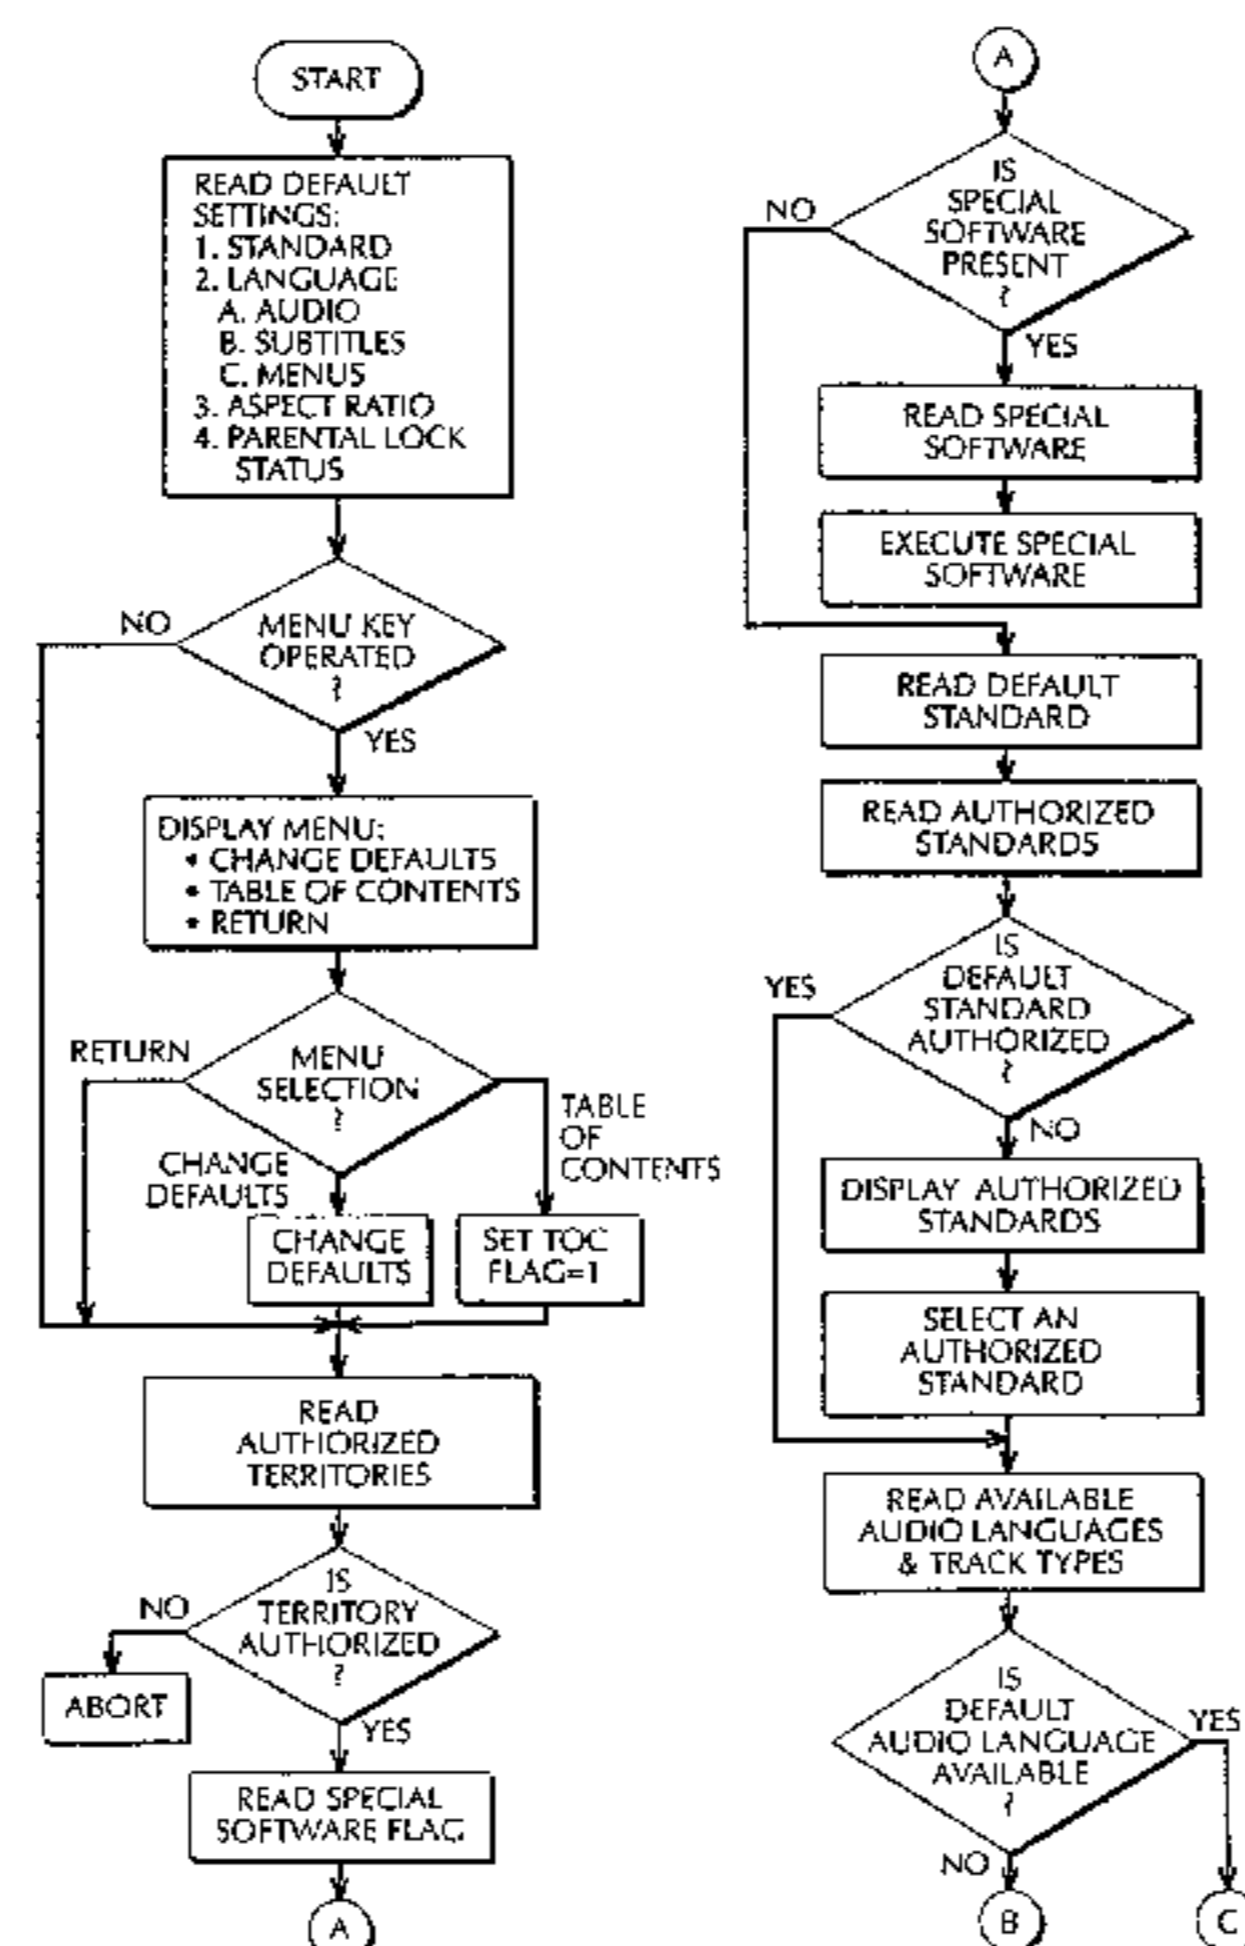 START
READ DEFAULT
SETTINGS:
1. STANDARD
2. LANGUAGE
A. AUDIO
B. SUBTITLES
C. MENUS
3. ASPECT RATIO
4. PARENTAL LOCK
STATUS
NO
MENU KEY
OPERATED
?
YES
DISPLAY MENU:
• CHANGE DEFAULTS
• TABLE OF CONTENTS
• RETURN
RETURN
MENU
SELECTION
?
TABLE
OF
CONTENTS
CHANGE
DEFAULTS
CHANGE
DEFAULTS
SET TOC
FLAG=1
READ
AUTHORIZED
TERRITORIES
NO
IS
TERRITORY
AUTHORIZED
?
ABORT
YES
READ SPECIAL
SOFTWARE FLAG
A
A
NO
IS
SPECIAL
SOFTWARE
PRESENT
?
YES
READ SPECIAL
SOFTWARE
EXECUTE SPECIAL
SOFTWARE
READ DEFAULT
STANDARD
READ AUTHORIZED
STANDARDS
YES
IS
DEFAULT
STANDARD
AUTHORIZED
?
NO
DISPLAY AUTHORIZED
STANDARDS
SELECT AN
AUTHORIZED
STANDARD
READ AVAILABLE
AUDIO LANGUAGES
& TRACK TYPES
IS
DEFAULT
AUDIO LANGUAGE
AVAILABLE
?
YES
NO
B
C